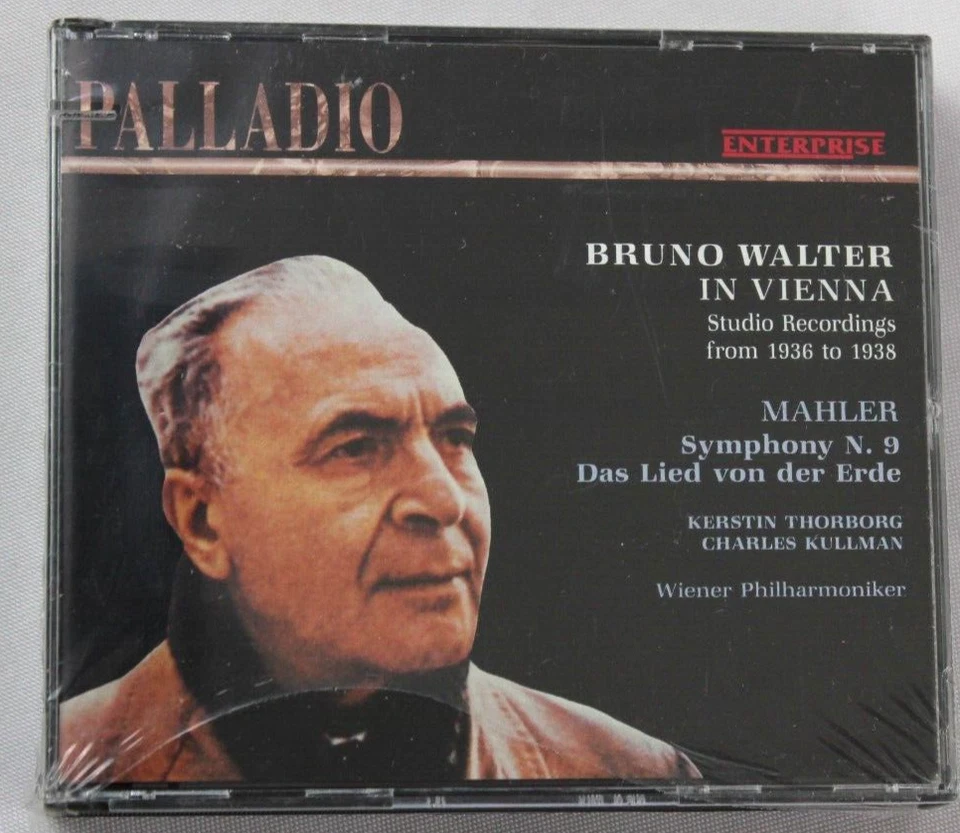 PALLADIO
ENTERPRISE
BRUNO WALTER
IN VIENNA
Studio Recordings
from 1936 to 1938
MAHLER
Symphony N. 9
Das Lied von der Erde
KERSTIN THORBORG
CHARLES KULLMAN
Wiener Philharmoniker